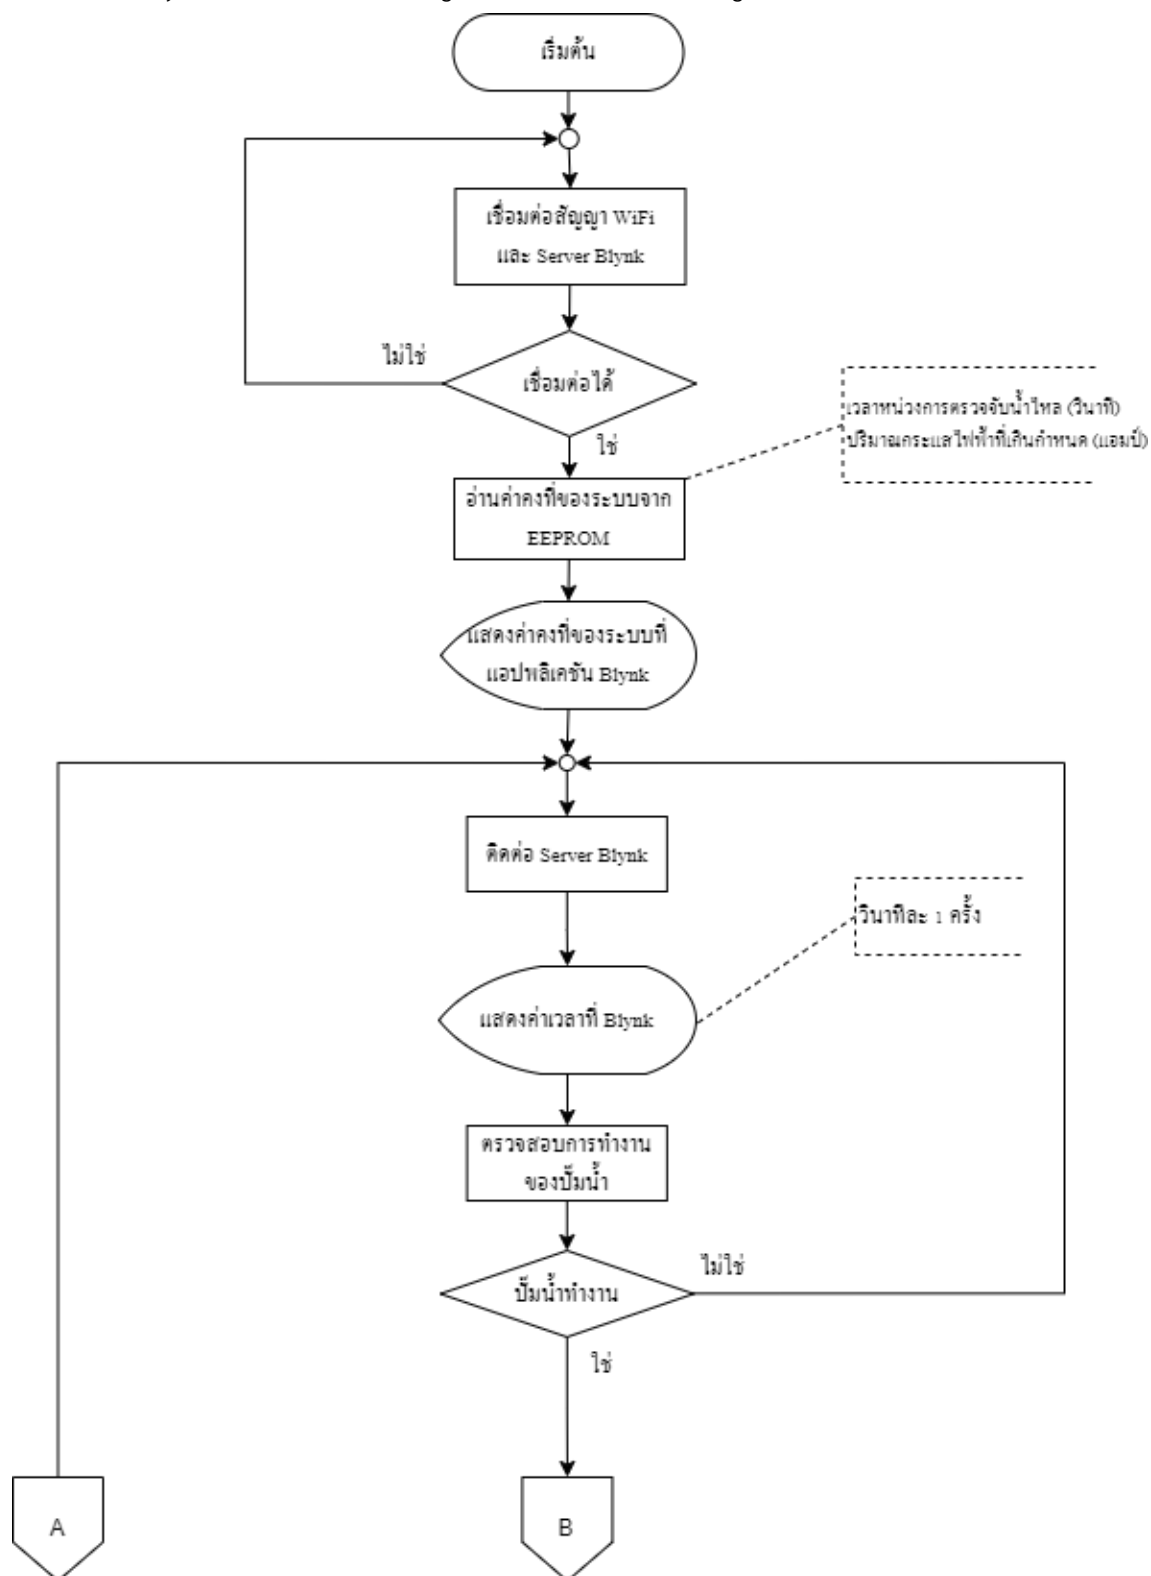 เริ่มต้น
เชื่อมต่อสัญญา WiFi
และ Server Blynk
ไม่ใช่
เชื่อมต่อได้
ใช่
เวลาหน่วงการตรวจจับน้ำไหล (วินาที)
ปริมาณกระแสไฟฟ้าที่เกินกำหนด (แอมป์)
อ่านค่าคงที่ของระบบจาก
EEPROM
แสดงค่าคงที่ของระบบที่
แอปพลิเคชัน Blynk
ติดต่อ Server Blynk
วินาทีละ 1 ครั้ง
แสดงค่าเวลาที่ Blynk
ตรวจสอบการทำงาน
ของปั๊มน้ำ
ไม่ใช่
ปั๊มน้ำทำงาน
ใช่
A
B